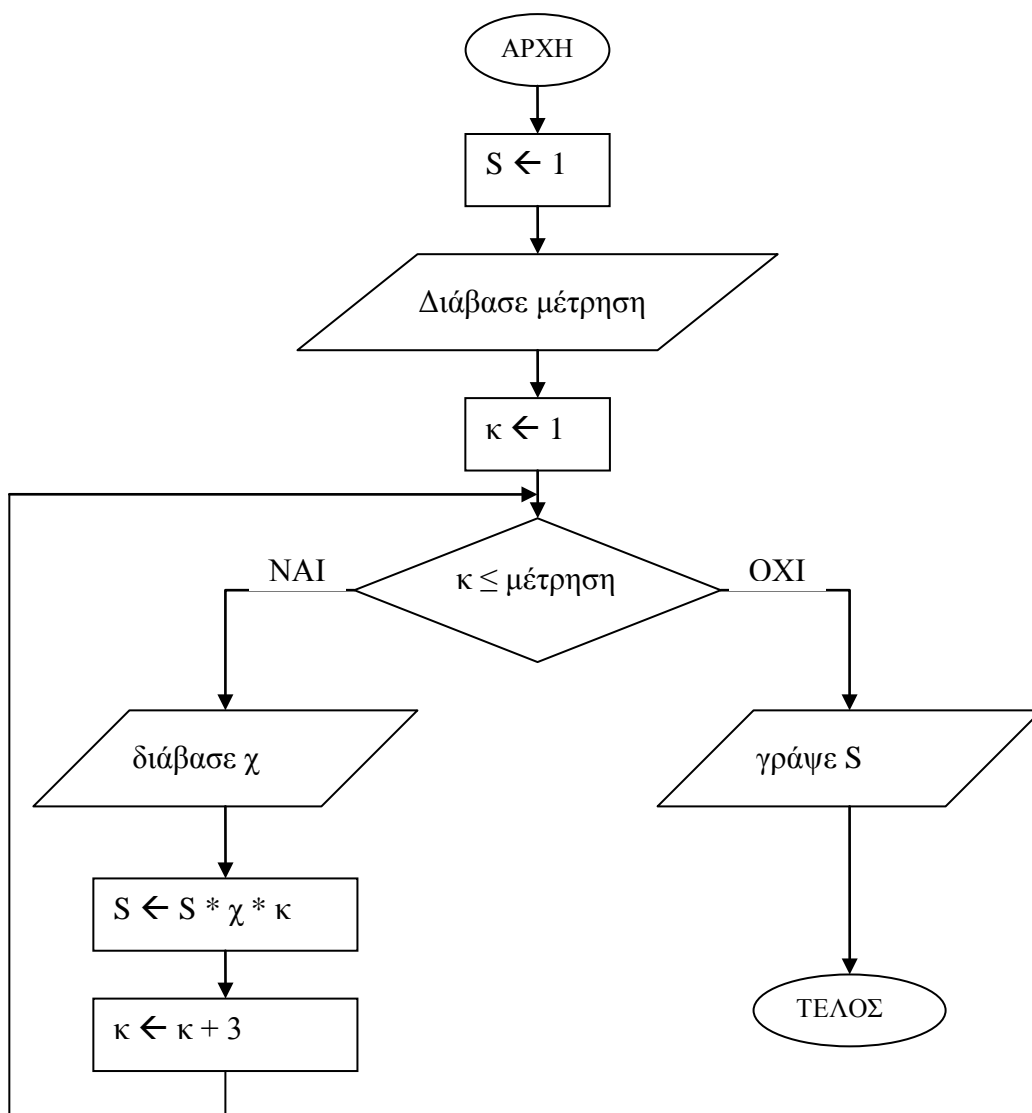 ΑΡΧΗ
S ← 1
Διάβασε μέτρηση
κ ← 1
ΝΑΙ
κ ≤ μέτρηση
ΟΧΙ
διάβασε χ
γράψε S
S ← S * χ * κ
κ ← κ + 3
ΤΕΛΟΣ